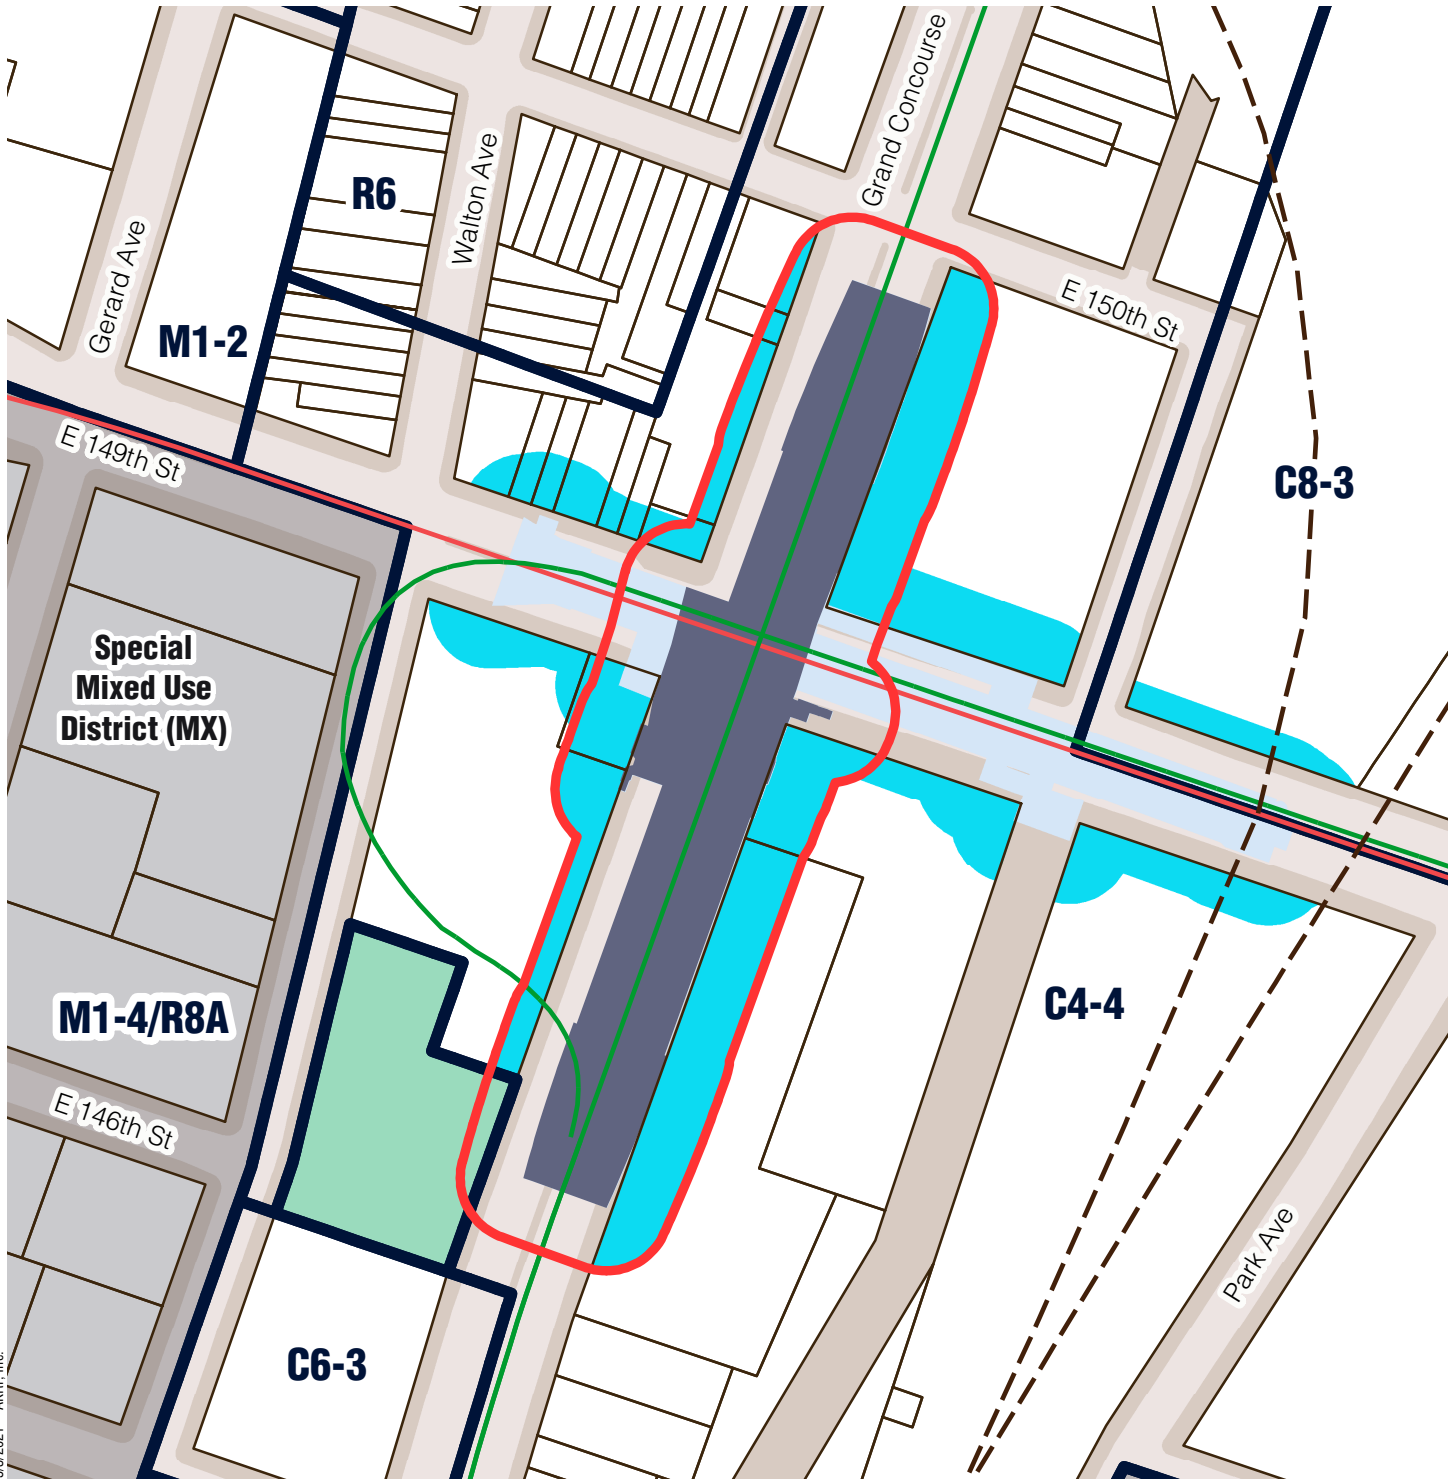 Grand Concourse
R6
Walton Ave
Gerard Ave
E 150th St
M1-2
E 149th St
C8-3
Special
Mixed Use
District (MX)
M1-4/R8A
C4-4
E 146th St
Park Ave
C6-3